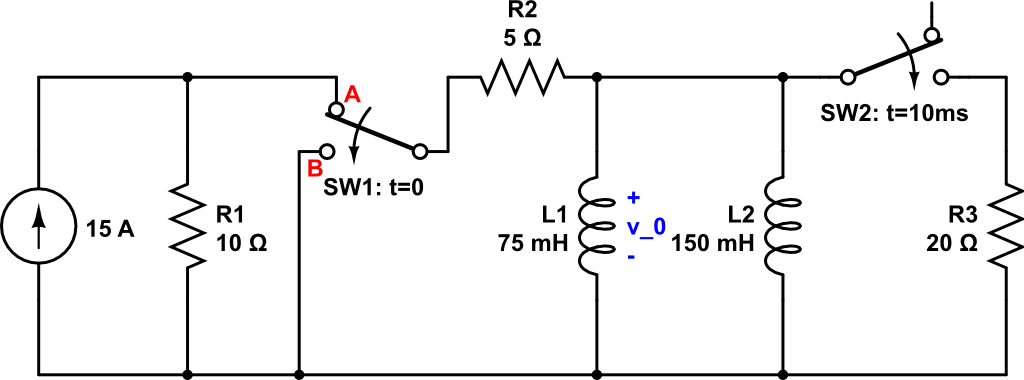 R2
5 Ω
A
B
SW1: t=0
SW2: t=10ms
15 A
R1
10 Ω
L1
75 mH
+
v_0
-
L2
150 mH
R3
20 Ω